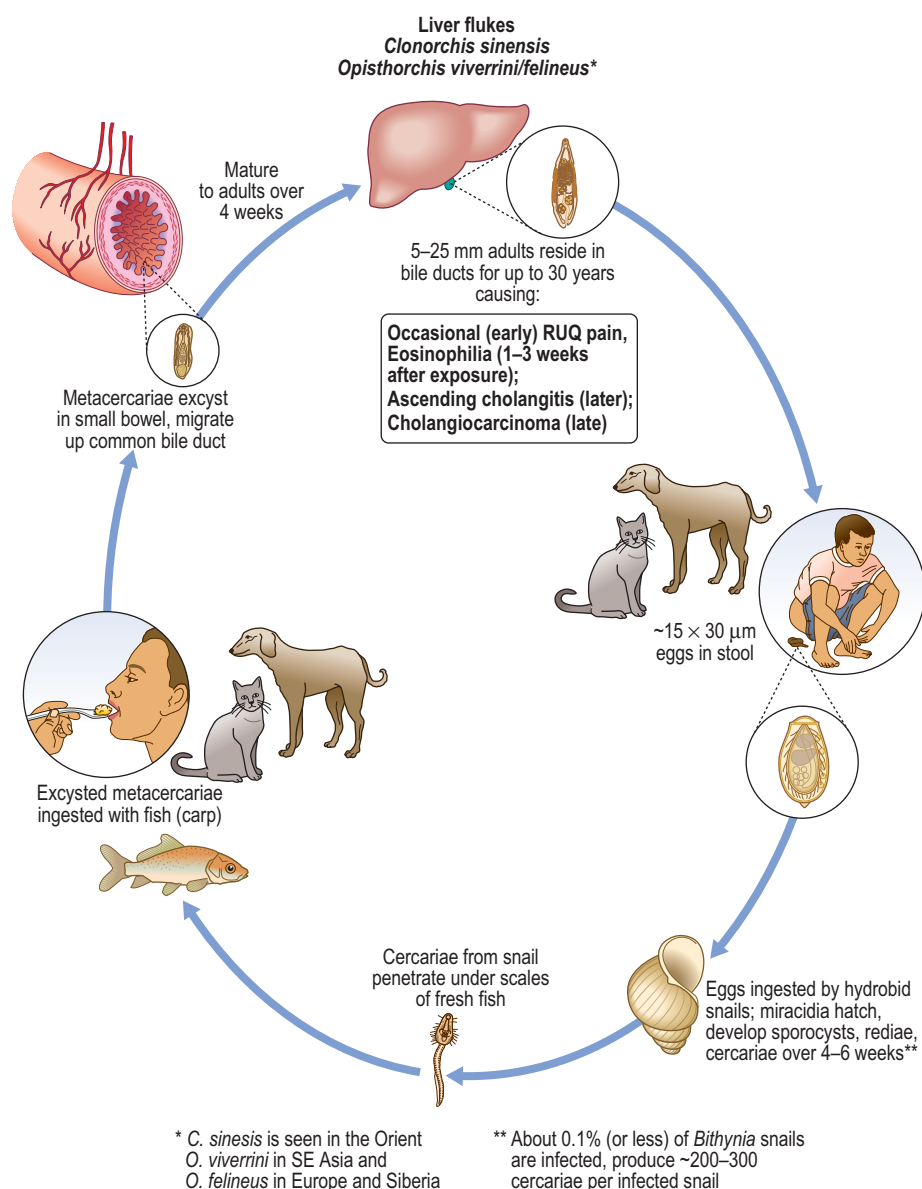 Liver flukes
Clonorchis sinensis
Opisthorchis viverrini/felineus*
Mature
to adults over
4 weeks
5–25 mm adults reside in
bile ducts for up to 30 years
causing:
Occasional (early) RUQ pain,
Eosinophilia (1–3 weeks
after exposure);
Ascending cholangitis (later);
Cholangiocarcinoma (late)
Metacercariae excyst
in small bowel, migrate
up common bile duct
~15 × 30 μm
eggs in stool
Excysted metacercariae
ingested with fish (carp)
Cercariae from snail
penetrate under scales
of fresh fish
Eggs ingested by hydrobid
snails; miracidia hatch,
develop sporocysts, rediae,
cercariae over 4–6 weeks**
* C. sinesis is seen in the Orient
O. viverrini in SE Asia and
O. felineus in Europe and Siberia
** About 0.1% (or less) of Bithynia snails
are infected, produce ~200–300
cercariae per infected snail